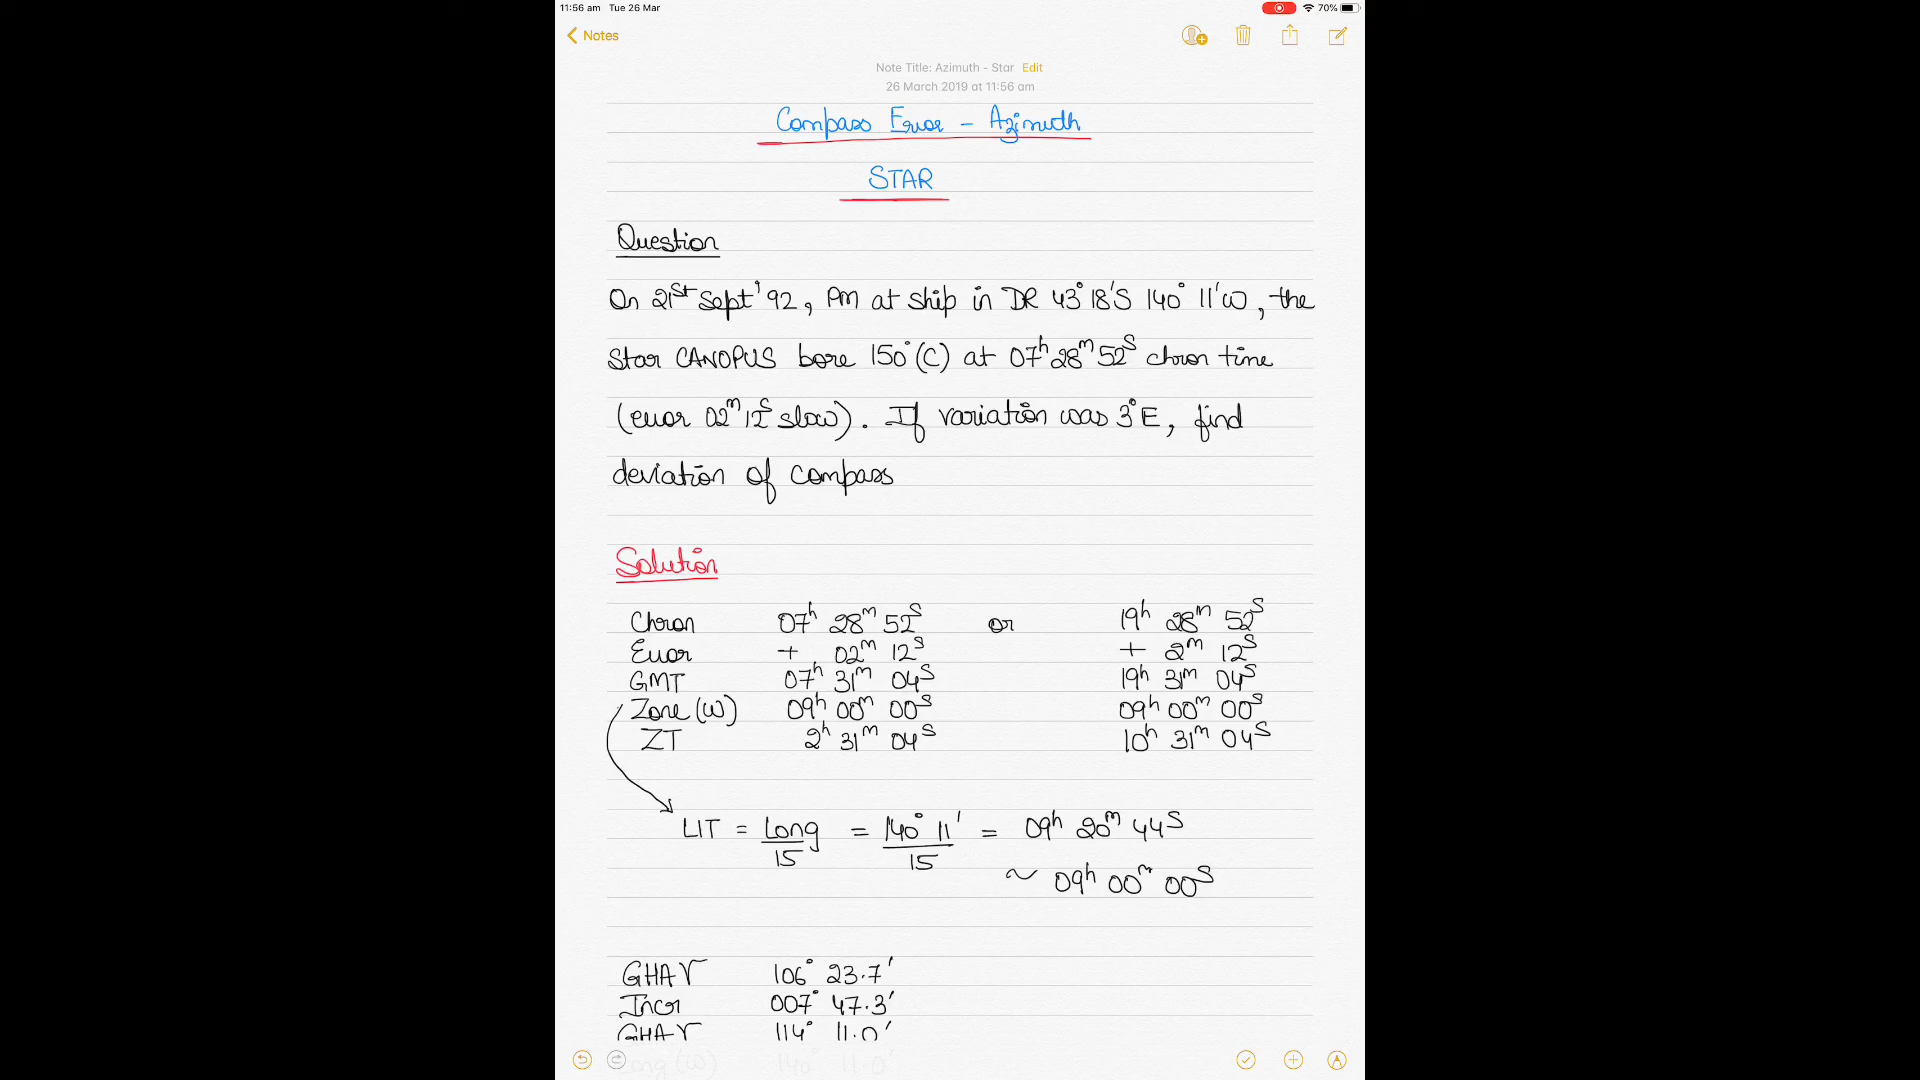 11:56 am Tue 26 Mar
70%
Notes
Note Title: Azimuth - Star Edit
26 March 2019 at 11:56 am
Compass Error - Azimuth
STAR
Question
On 21st Sept' 92, PM at ship in DR 43° 18'S 140° 11'W, the
Star CANOPUS bore 150° (C) at 07h 28m 52s chron time
(error 02m 12s slow). If variation was 3°E, find
deviation of compass
Solution
Chron 07h 28m 52s or 19h 28m 52s
Error + 02m 12s + 2m 12s
GMT 07h 31m 04s 19h 31m 04s
Zone (W) 09h 00m 00s 09h 00m 00s
ZT 2h 31m 04s 10h 31m 04s
LIT = Long/15 = 140° 11'/15 = 09h 20m 44s
~ 09h 00m 00s
GHA♈ 106° 23.7'
Incr 007° 47.3'
GHA♈ 114° 11.0'
Long (W) 140° 11.0'